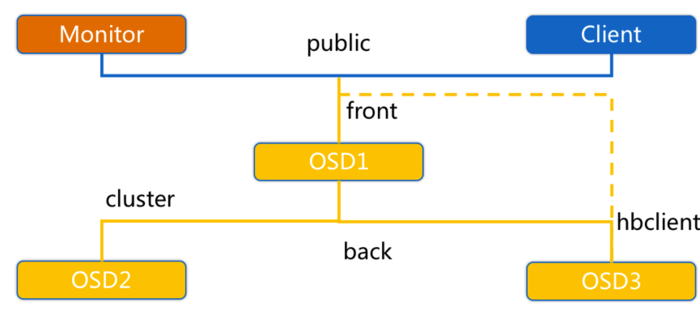 Monitor
public
Client
front
OSD1
cluster
hbclient
back
OSD2
OSD3